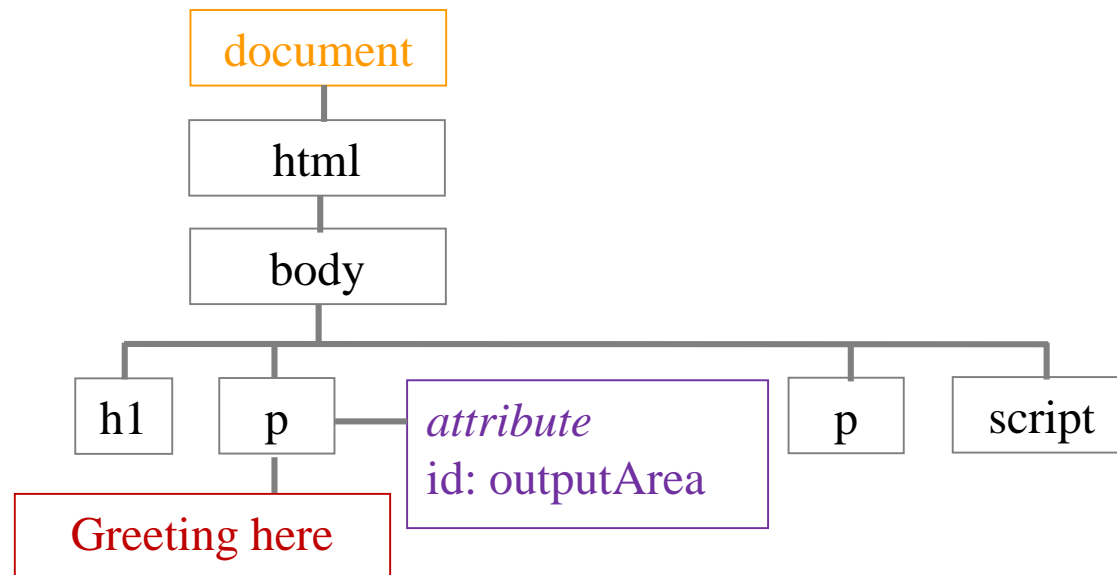 document
html
body
h1
p
attribute
id: outputArea
p
script
Greeting here